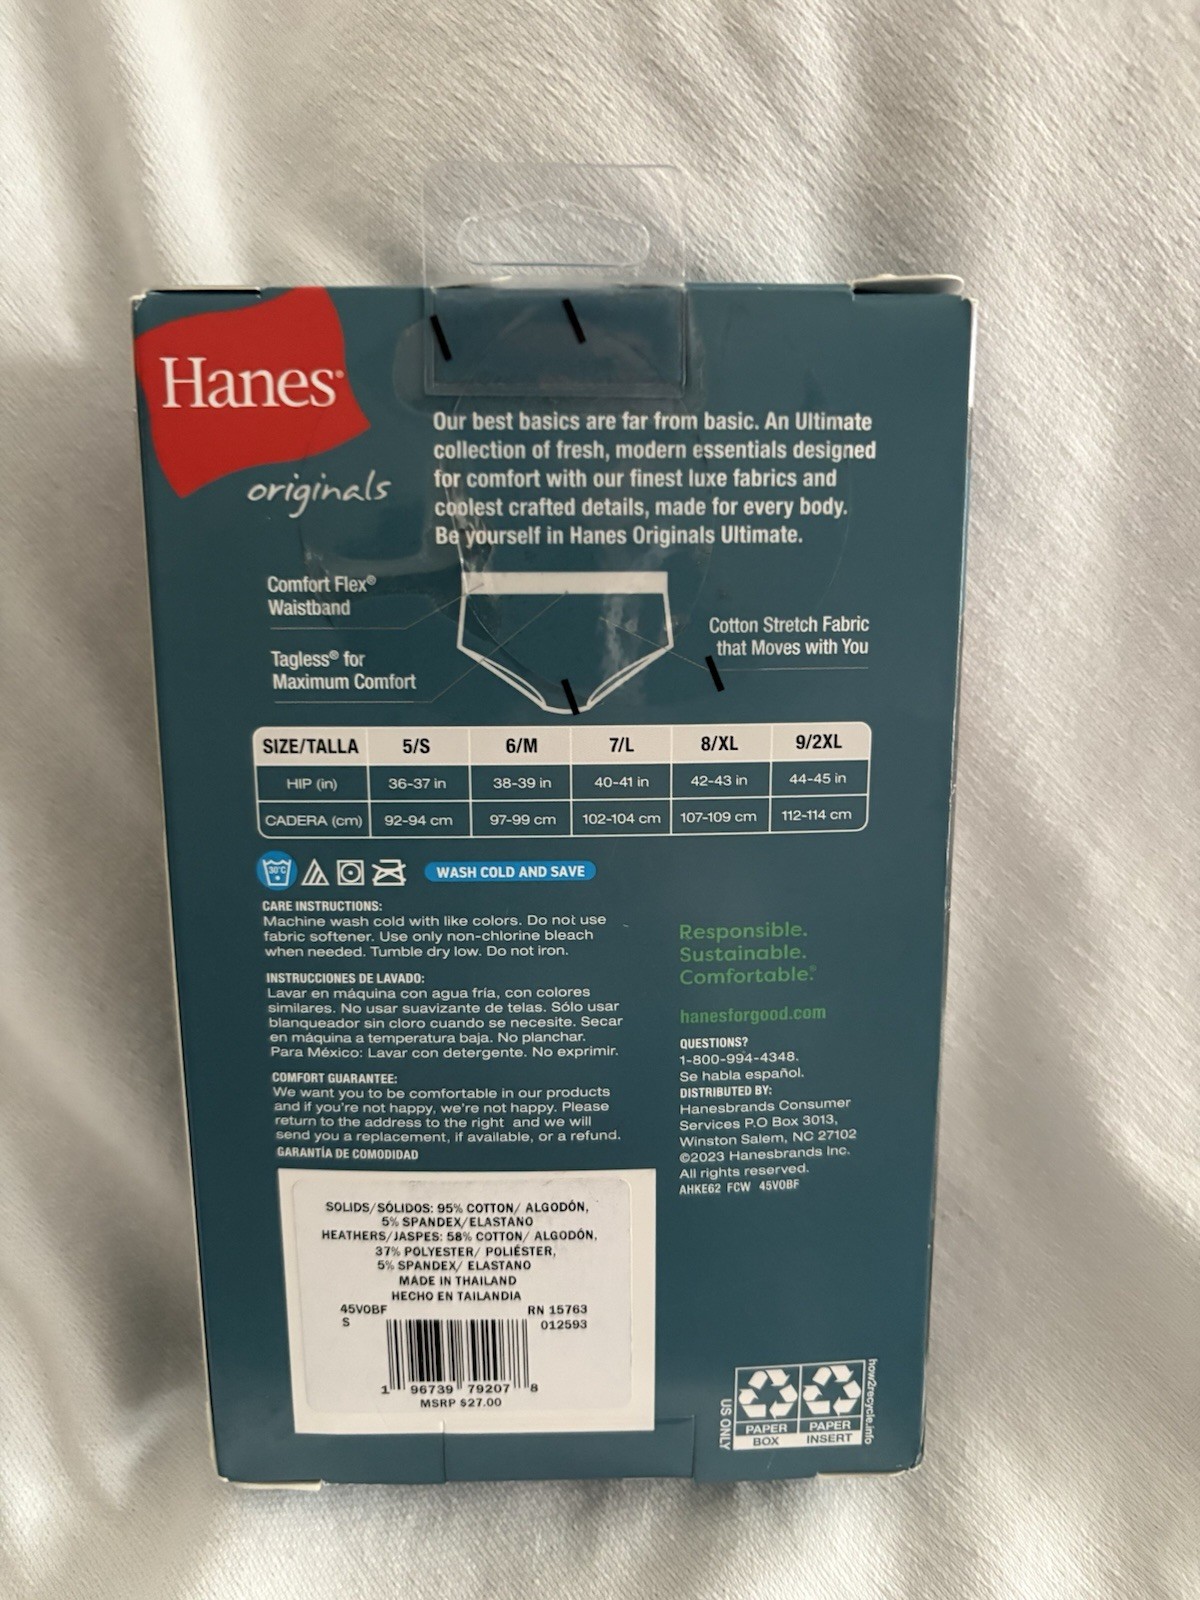 Hanes®
originals
Our best basics are far from basic. An Ultimate
collection of fresh, modern essentials designed
for comfort with our finest luxe fabrics and
coolest crafted details, made for every body.
Be yourself in Hanes Originals Ultimate.
Comfort Flex®
Waistband
Tagless® for
Maximum Comfort
Cotton Stretch Fabric
that Moves with You
SIZE/TALLA 5/S 6/M 7/L 8/XL 9/2XL
HIP (in) 36-37 in 38-39 in 40-41 in 42-43 in 44-45 in
CADERA (cm) 92-94 cm 97-99 cm 102-104 cm 107-109 cm 112-114 cm
30°C
WASH COLD AND SAVE
CARE INSTRUCTIONS:
Machine wash cold with like colors. Do not use
fabric softener. Use only non-chlorine bleach
when needed. Tumble dry low. Do not iron.
INSTRUCCIONES DE LAVADO:
Lavar en máquina con agua fría, con colores
similares. No usar suavizante de telas. Sólo usar
blanqueador sin cloro cuando se necesite. Secar
en máquina a temperatura baja. No planchar.
Para México: Lavar con detergente. No exprimir.
COMFORT GUARANTEE:
We want you to be comfortable in our products
and if you're not happy, we're not happy. Please
return to the address to the right and we will
send you a replacement, if available, or a refund.
GARANTÍA DE COMODIDAD
Responsible.
Sustainable.
Comfortable.®
hanesforgood.com
QUESTIONS?
1-800-994-4348.
Se habla español.
DISTRIBUTED BY:
Hanesbrands Consumer
Services P.O Box 3013,
Winston Salem, NC 27102
©2023 Hanesbrands Inc.
All rights reserved.
AHKE62 FCW 45VOBF
SOLIDS/SÓLIDOS: 95% COTTON/ ALGODÓN,
5% SPANDEX/ELASTANO
HEATHERS/JASPES: 58% COTTON/ ALGODÓN,
37% POLYESTER/ POLIÉSTER,
5% SPANDEX/ ELASTANO
MADE IN THAILAND
HECHO EN TAILANDIA
45VOBF RN 15763
S 012593
1 96739 79207 8
MSRP $27.00
US ONLY
PAPER PAPER
BOX INSERT
how2recycle.info